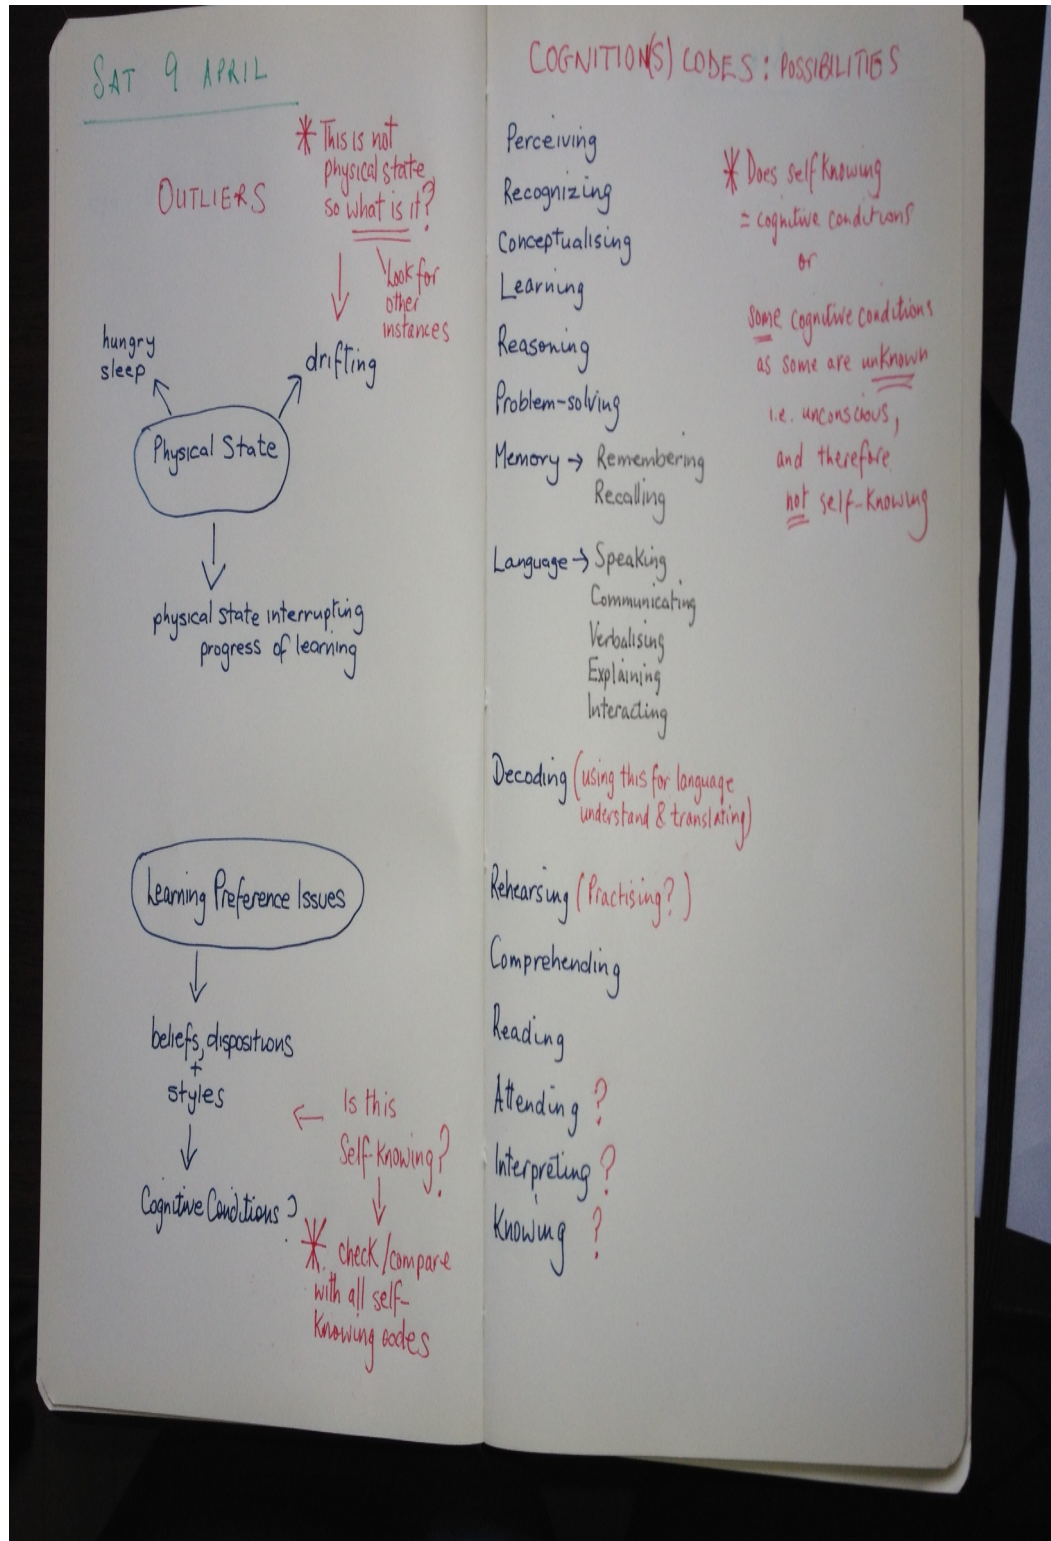 SAT 9 APRIL
OUTLIERS
* This is not
physical state,
so what is it?
Look for
other
instances
hungry
sleep
drifting
Physical State
physical state interrupting
progress of learning
Learning Preference Issues
beliefs, dispositions
+
styles
Cognitive Conditions ?
← Is this
Self-Knowing?
* check/compare
with all self-
Knowing codes
COGNITION(S) CODES : POSSIBILITIES
Perceiving
Recognizing
Conceptualising
Learning
Reasoning
Problem-solving
Memory → Remembering
Recalling
Language → Speaking
Communicating
Verbalising
Explaining
Interacting
Decoding (using this for language
understand & translating)
Rehearsing (Practising?)
Comprehending
Reading
Attending ?
Interpreting ?
Knowing ?
* Does self Knowing
= cognitive conditions
or
some cognitive conditions
as some are unknown
i.e. unconscious,
and therefore
not self-Knowing